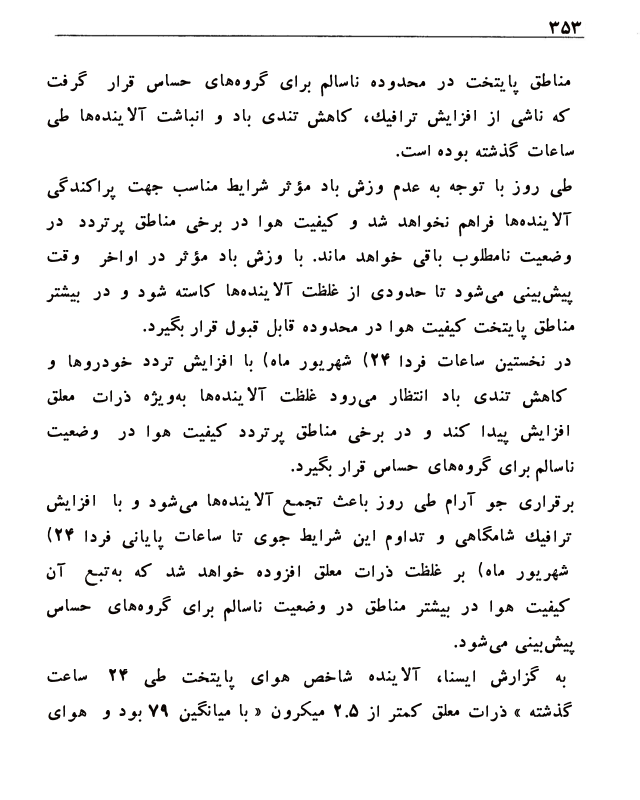 ۳۵۳
مناطق پایتخت در محدوده ناسالم برای گروه‌های حساس قرار گرفت
که ناشی از افزایش ترافیك، کاهش تندی باد و انباشت آلاینده‌ها طی
ساعات گذشته بوده است.
طی روز با توجه به عدم وزش باد مؤثر شرایط مناسب جهت پراکندگی
آلاینده‌ها فراهم نخواهد شد و کیفیت هوا در برخی مناطق پرتردد در
وضعیت نامطلوب باقی خواهد ماند. با وزش باد مؤثر در اواخر وقت
پیش‌بینی می‌شود تا حدودی از غلظت آلاینده‌ها کاسته شود و در بیشتر
مناطق پایتخت کیفیت هوا در محدوده قابل قبول قرار بگیرد.
در نخستین ساعات فردا ۲۴) شهریور ماه) با افزایش تردد خودروها و
کاهش تندی باد انتظار می‌رود غلظت آلاینده‌ها به‌ویژه ذرات معلق
افزایش پیدا کند و در برخی مناطق پرتردد کیفیت هوا در وضعیت
ناسالم برای گروه‌های حساس قرار بگیرد.
برقراری جو آرام طی روز باعث تجمع آلاینده‌ها می‌شود و با افزایش
ترافیك شامگاهی و تداوم این شرایط جوی تا ساعات پایانی فردا ۲۴)
شهریور ماه) بر غلظت ذرات معلق افزوده خواهد شد که به‌تبع آن
کیفیت هوا در بیشتر مناطق در وضعیت ناسالم برای گروه‌های حساس
پیش‌بینی می‌شود.
به گزارش ایسنا، آلاینده شاخص هوای پایتخت طی ۲۴ ساعت
گذشته » ذرات معلق کمتر از ۲.۵ میکرون « با میانگین ۷۹ بود و هوای